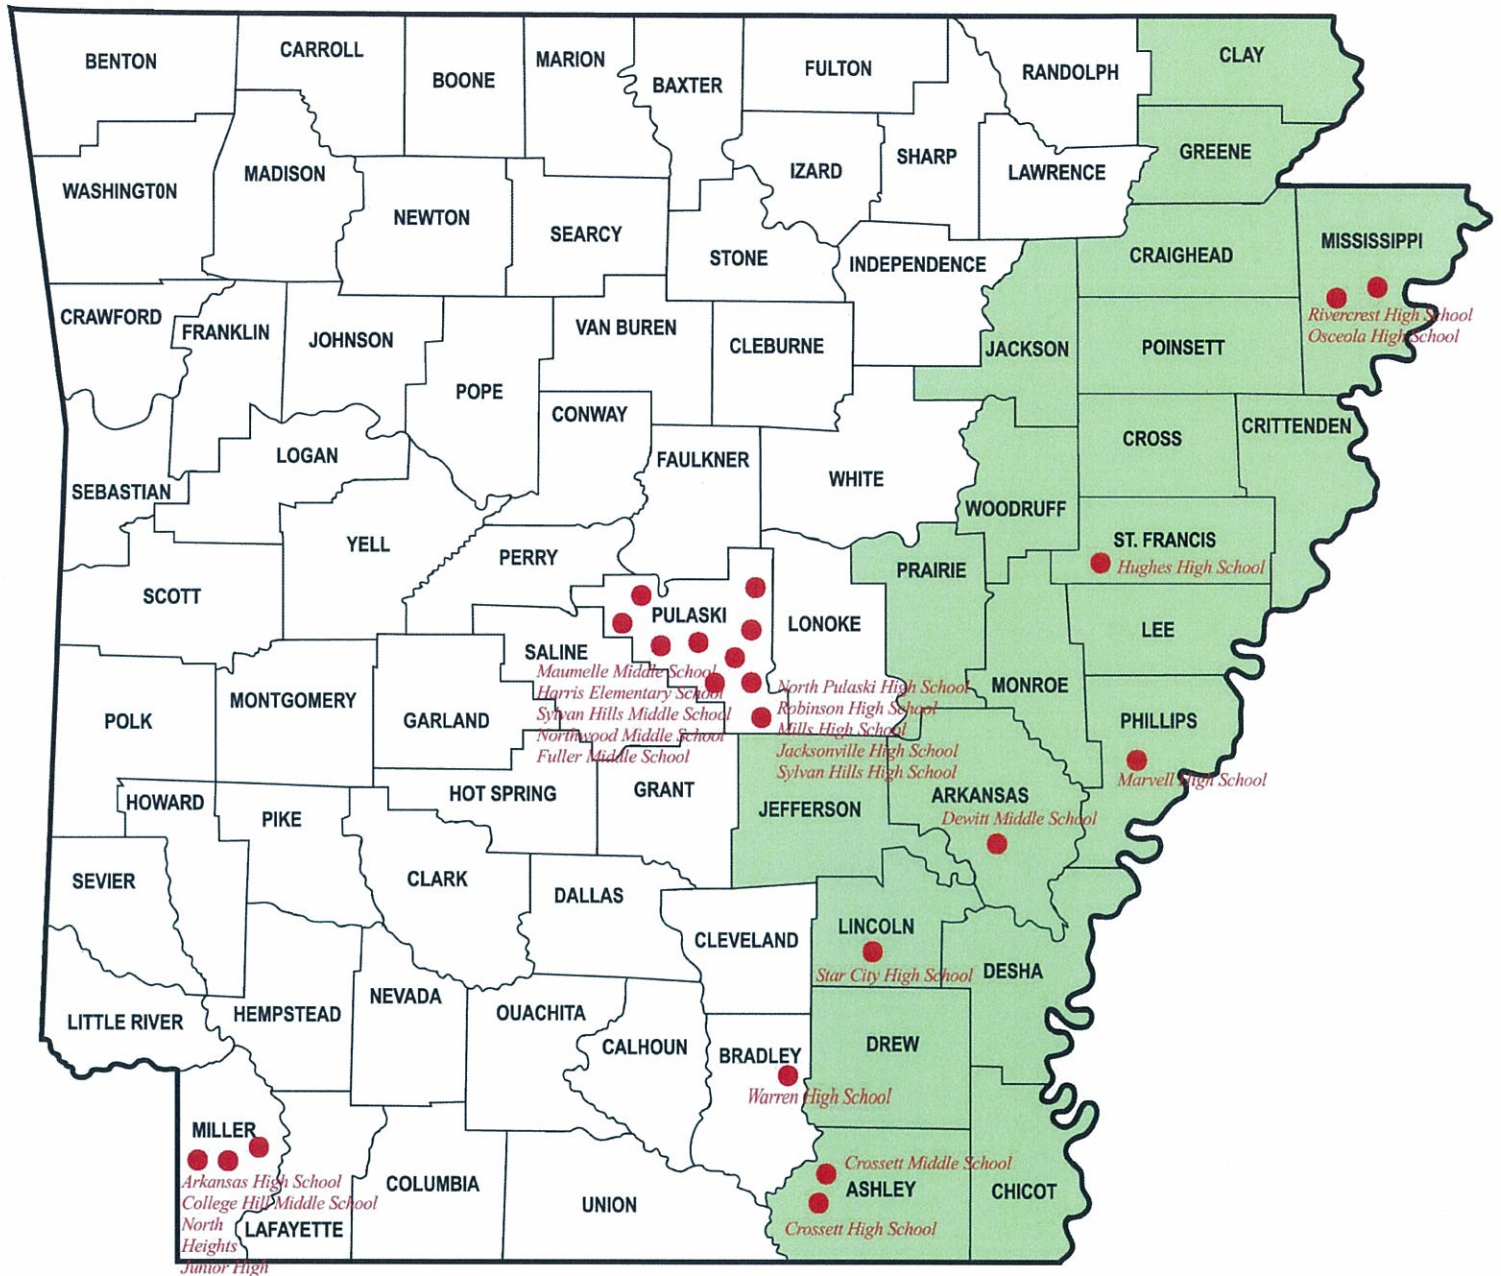 BENTON
CARROLL
BOONE
MARION
BAXTER
FULTON
RANDOLPH
CLAY
WASHINGTON
MADISON
NEWTON
SEARCY
STONE
IZARD
SHARP
LAWRENCE
GREENE
INDEPENDENCE
CRAIGHEAD
MISSISSIPPI
Rivercrest High School
Osceola High School
CRAWFORD
FRANKLIN
JOHNSON
POPE
VAN BUREN
CLEBURNE
JACKSON
POINSETT
CONWAY
CROSS
CRITTENDEN
LOGAN
SEBASTIAN
FAULKNER
WHITE
WOODRUFF
YELL
PERRY
PRAIRIE
ST. FRANCIS
Hughes High School
SCOTT
PULASKI
LONOKE
LEE
SALINE
Maumelle Middle School
Harris Elementary School
Sylvan Hills Middle School
Northwood Middle School
Fuller Middle School
North Pulaski High School
Robinson High School
Mills High School
Jacksonville High School
Sylvan Hills High School
MONROE
PHILLIPS
Marvell High School
POLK
MONTGOMERY
GARLAND
HOT SPRING
GRANT
JEFFERSON
ARKANSAS
Dewitt Middle School
HOWARD
PIKE
SEVIER
CLARK
DALLAS
CLEVELAND
LINCOLN
Star City High School
DESHA
LITTLE RIVER
HEMPSTEAD
NEVADA
OUACHITA
CALHOUN
BRADLEY
Warren High School
DREW
MILLER
Arkansas High School
College Hill Middle School
North
Heights
Junior High
LAFAYETTE
COLUMBIA
UNION
Crossett Middle School
ASHLEY
Crossett High School
CHICOT